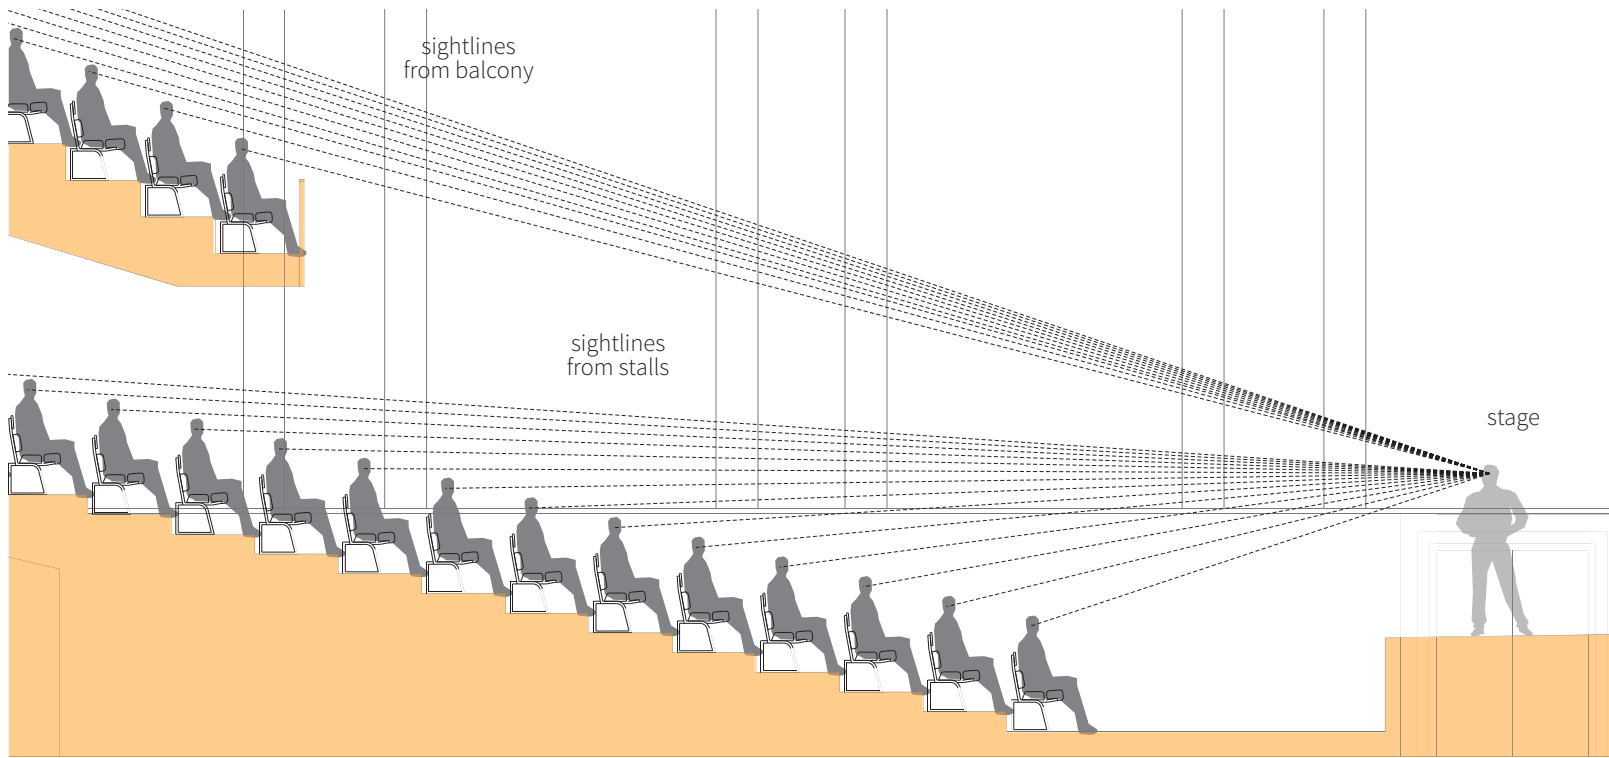 sightlines
from balcony
sightlines
from stalls
stage